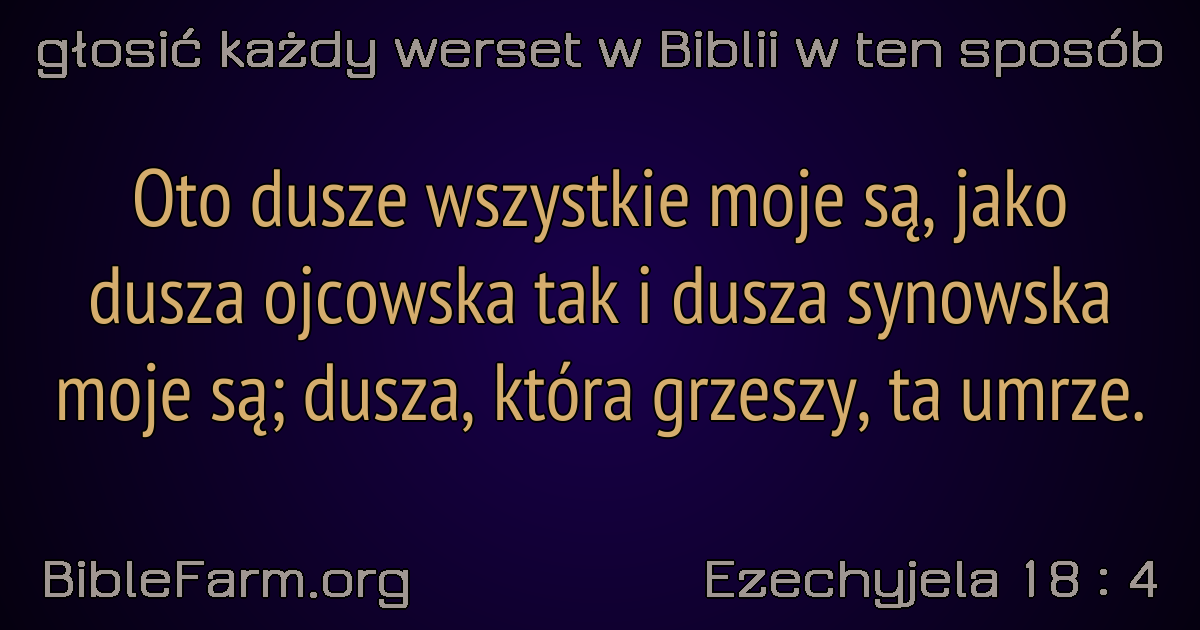 głosić każdy werset w Biblii w ten sposób
Oto dusze wszystkie moje są, jako
dusza ojcowska tak i dusza synowska
moje są; dusza, która grzeszy, ta umrze.
BibleFarm.org
Ezechyjela 18 : 4